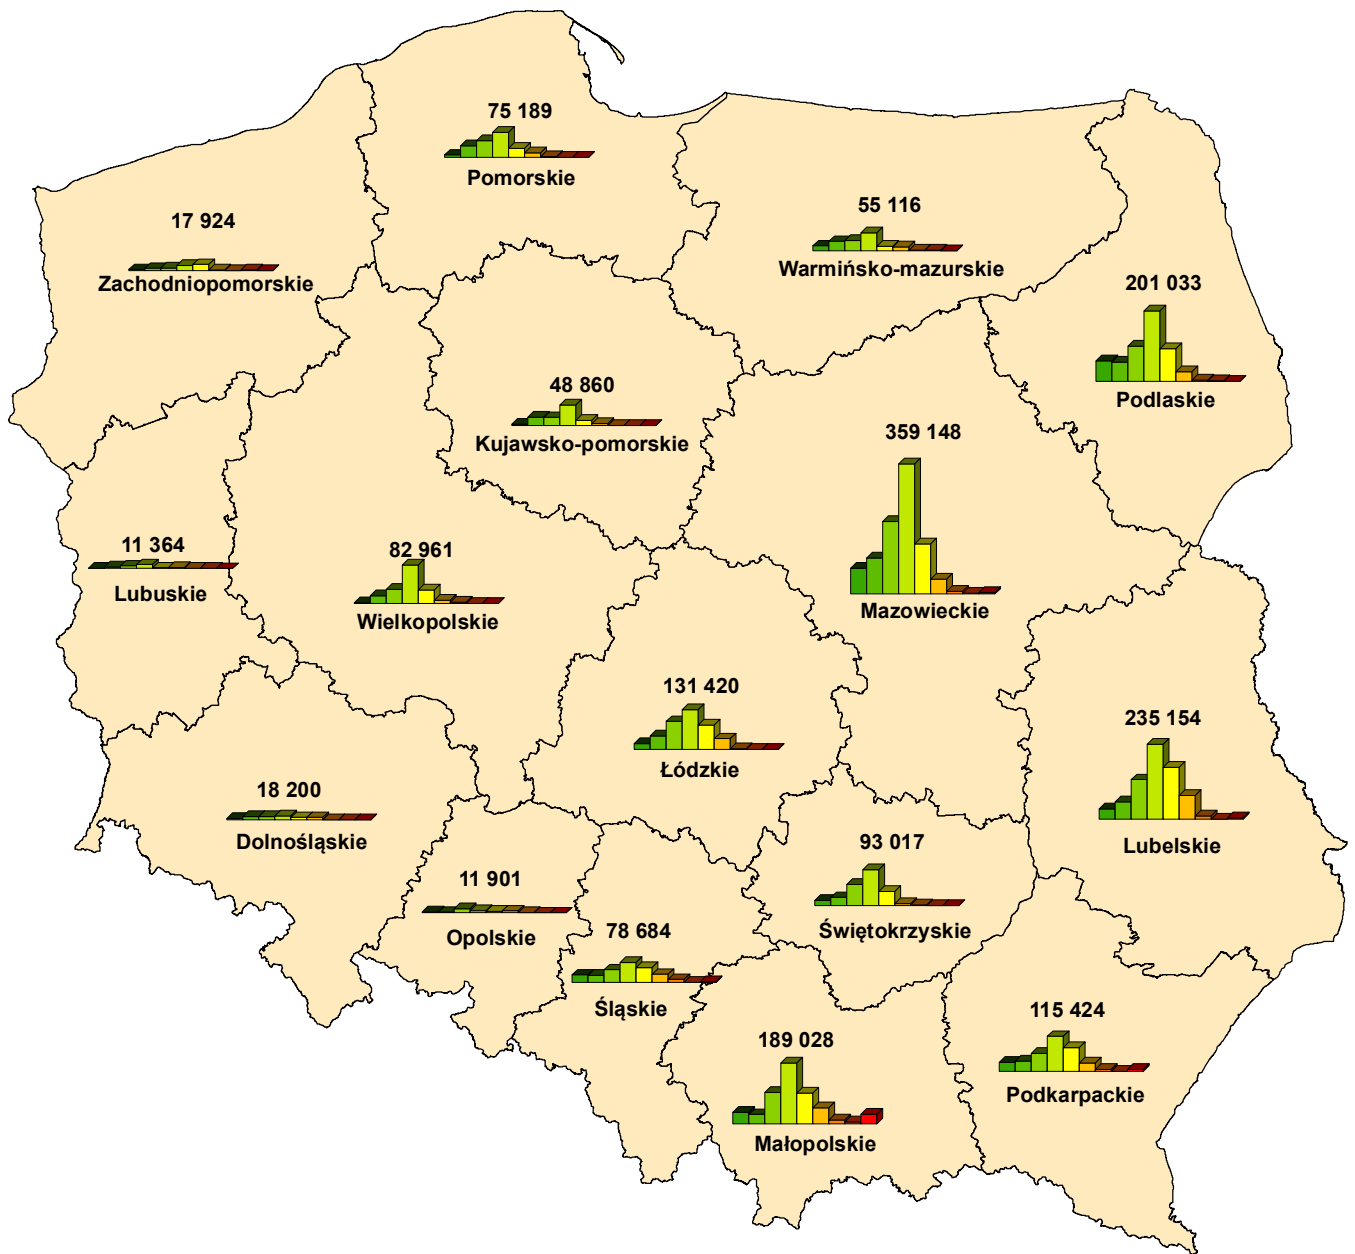 75 189
Pomorskie
17 924
Zachodniopomorskie
55 116
Warmińsko-mazurskie
201 033
Podlaskie
48 860
Kujawsko-pomorskie
359 148
Mazowieckie
11 364
Lubuskie
82 961
Wielkopolskie
131 420
Łódzkie
235 154
Lubelskie
18 200
Dolnośląskie
93 017
Świętokrzyskie
11 901
Opolskie
78 684
Śląskie
189 028
Małopolskie
115 424
Podkarpackie